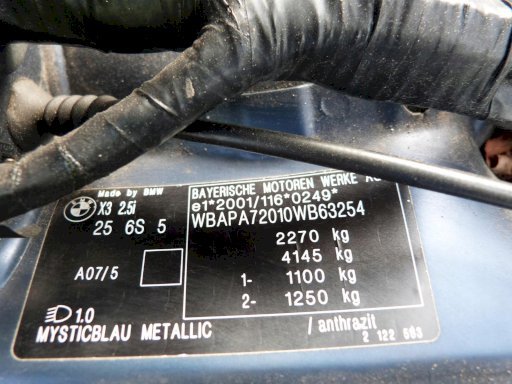 Made by BMW
X3 2.5i
25 6S 5
A07/5
1.0
MYSTICBLAU METALLIC
BAYERISCHE MOTOREN WERKE
e1*2001/116*0249*
WBAPA72010WB63254
2270 kg
4145 kg
1- 1100 kg
2- 1250 kg
/ anthrazit
2 122 603